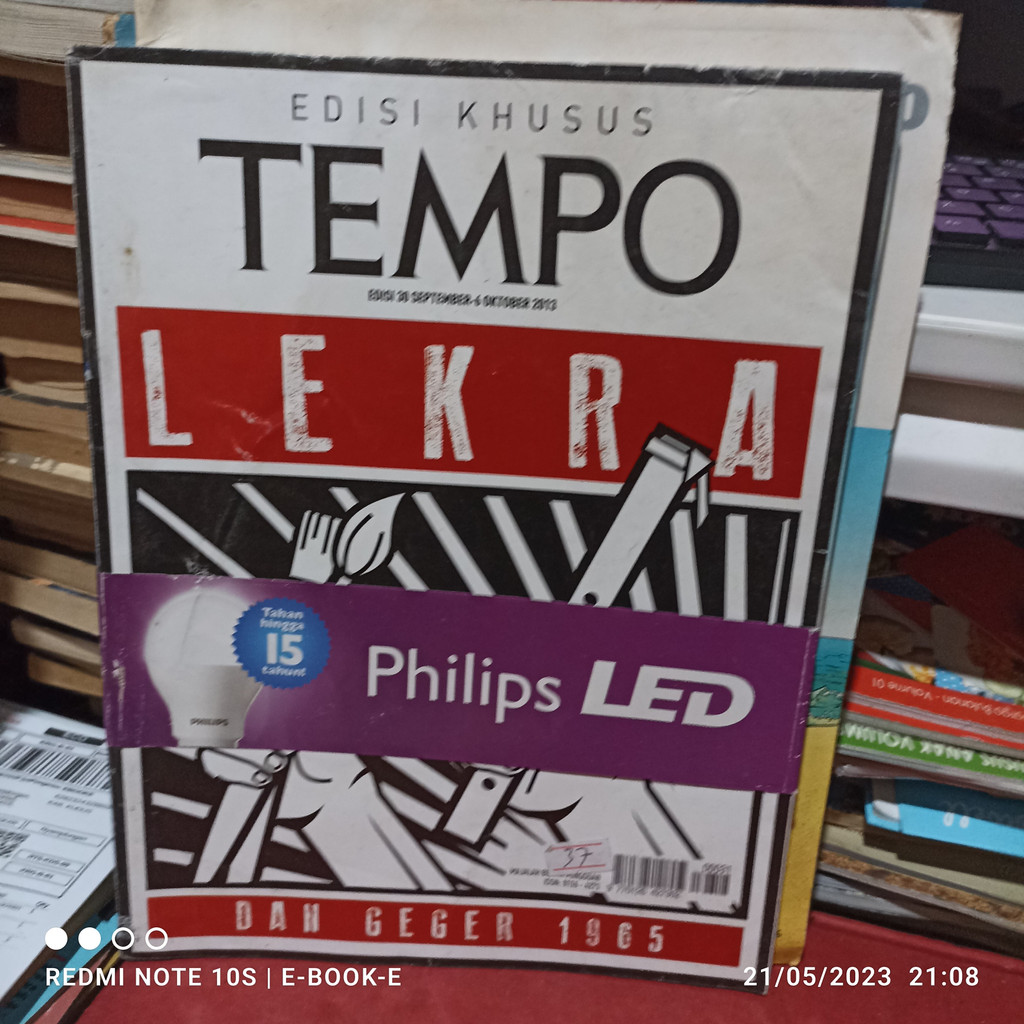 EDISI KHUSUS
TEMPO
EDISI 30 SEPTEMBER-6 OKTOBER 2013
LEKRA
Tahan
hingga
15
tahun!
PHILIPS
Philips LED
37
DAN GEGER 1965
REDMI NOTE 10S | E-BOOK-E
21/05/2023 21:08